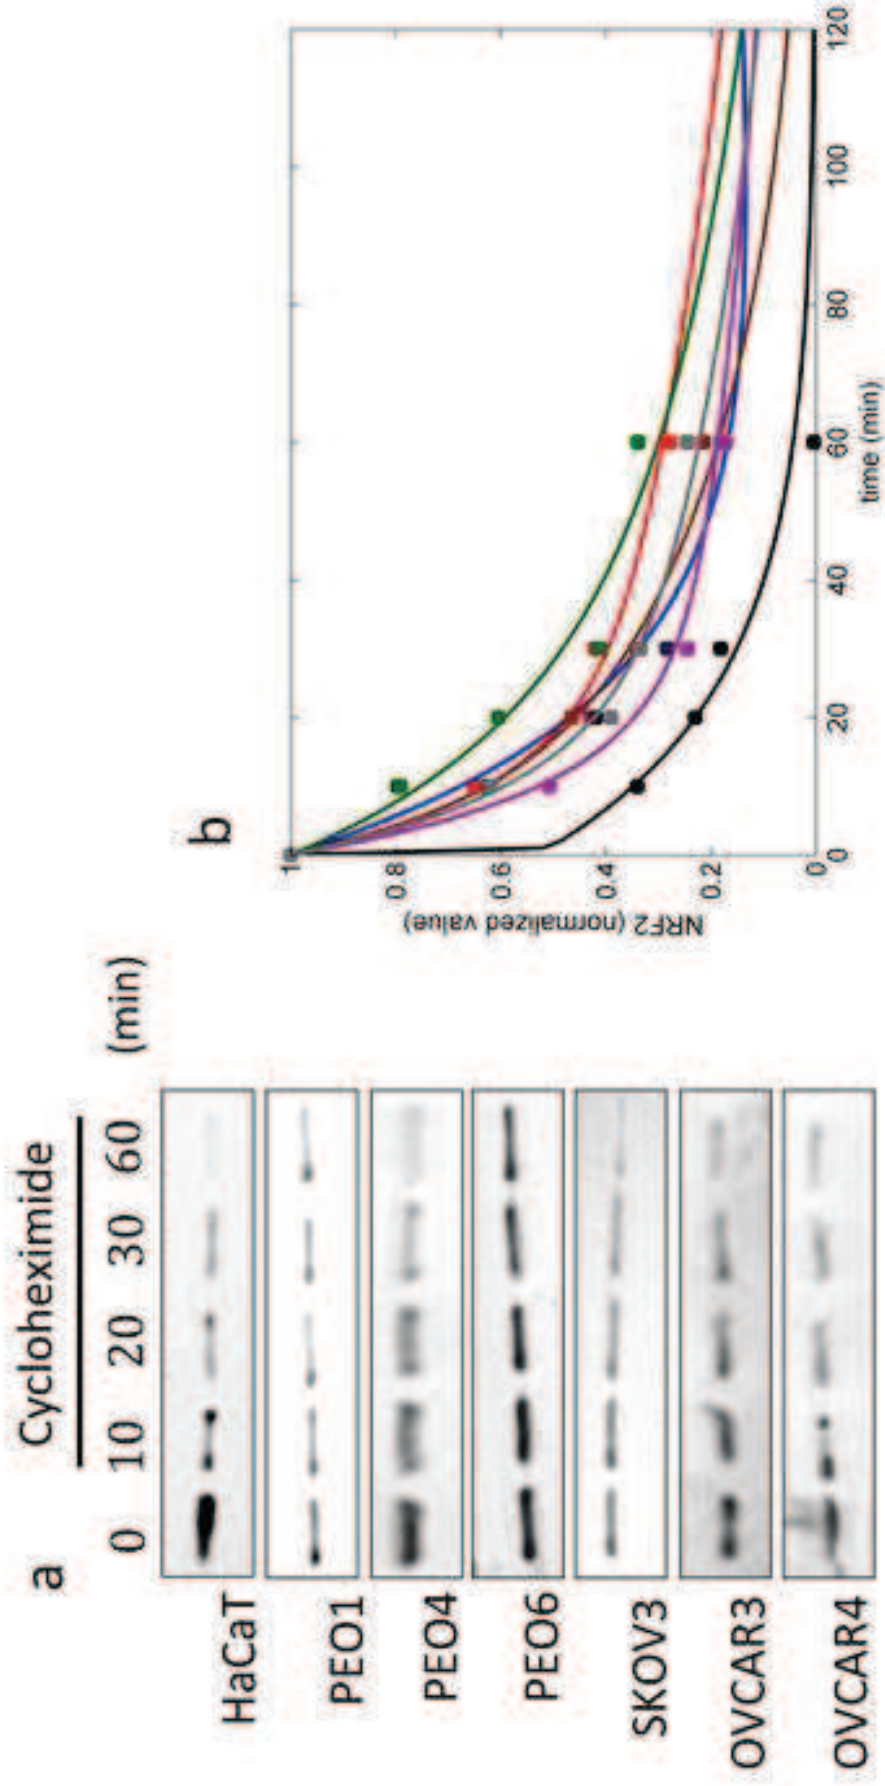 a
Cycloheximide
0 10 20 30 60 (min)
HaCaT
PEO1
PEO4
PEO6
SKOV3
OVCAR3
OVCAR4
b
NRF2 (normalized value)
1
0.8
0.6
0.4
0.2
0
0 20 40 60 80 100 120
time (min)